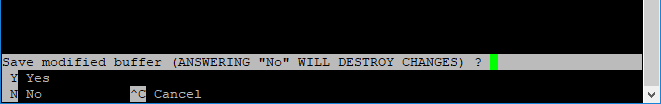 Save modified buffer (ANSWERING "No" WILL DESTROY CHANGES) ?
Y Yes
N No ^C Cancel